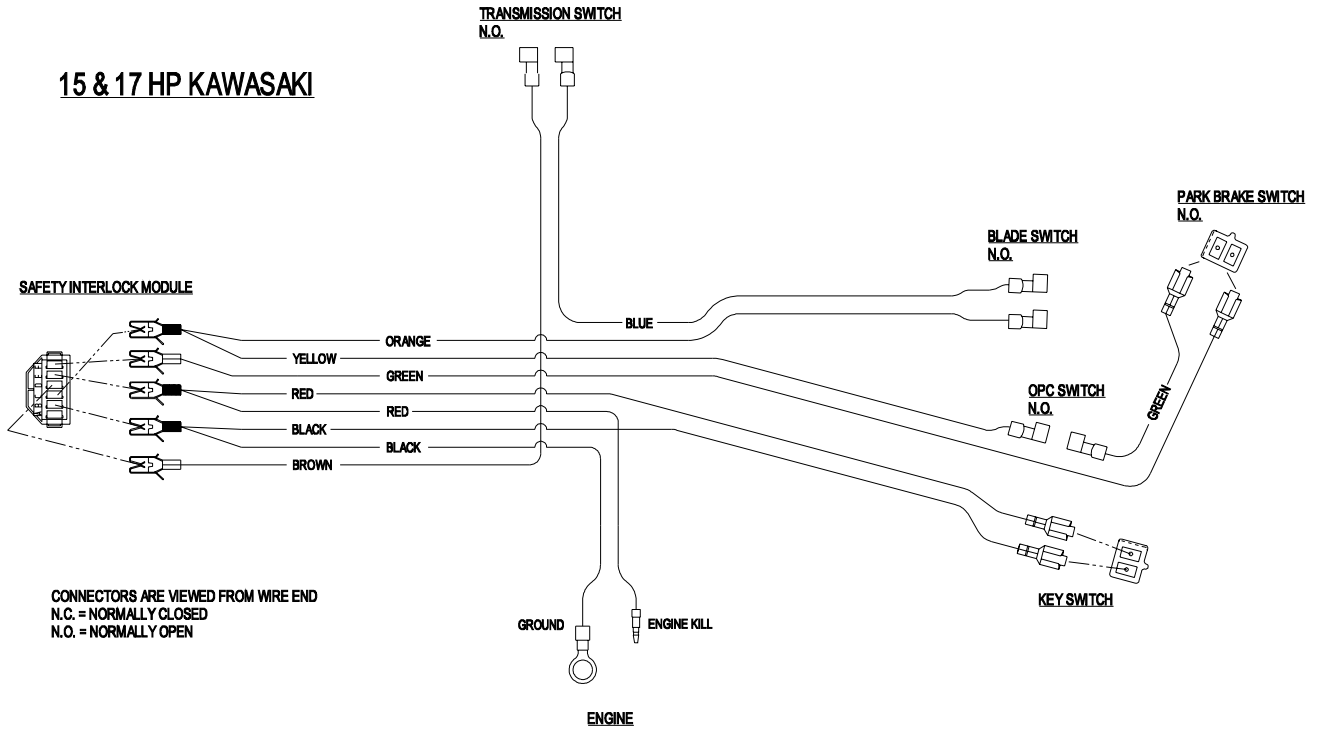 TRANSMISSION SWITCH
N.O.
15 & 17 HP KAWASAKI
PARK BRAKE SWITCH
N.O.
BLADE SWITCH
N.O.
SAFETY INTERLOCK MODULE
BLUE
ORANGE
YELLOW
GREEN
RED
RED
BLACK
BLACK
BROWN
OPC SWITCH
N.O.
GREEN
KEY SWITCH
CONNECTORS ARE VIEWED FROM WIRE END
N.C. = NORMALLY CLOSED
N.O. = NORMALLY OPEN
GROUND
ENGINE KILL
ENGINE